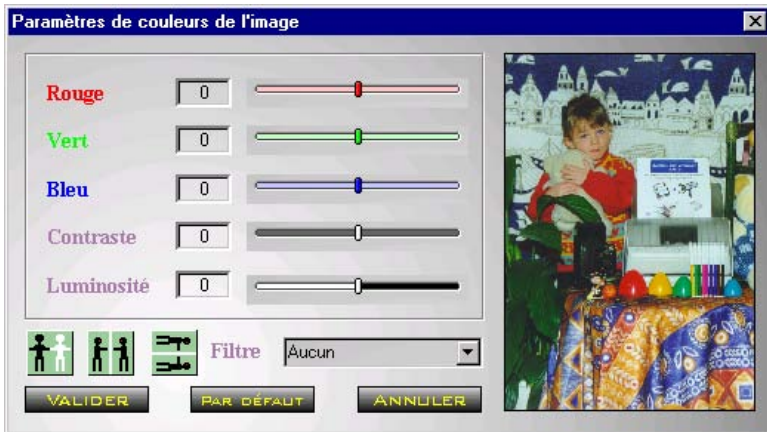 Paramètres de couleurs de l'image
Rouge 0
Vert 0
Bleu 0
Contraste 0
Luminosité 0
Filtre Aucun
VALIDER PAR DÉFAUT ANNULER